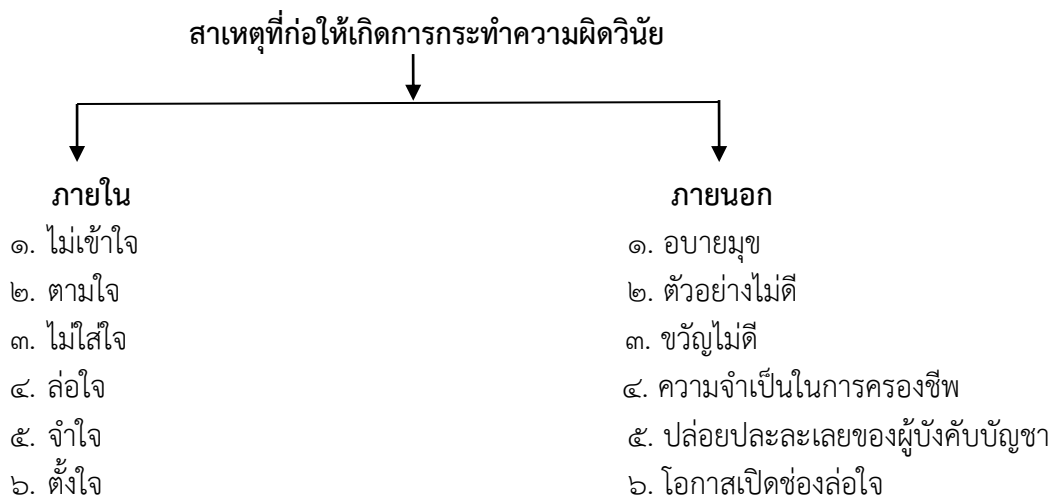 สาเหตุที่ก่อให้เกิดการกระทำความผิดวินัย
ภายใน
๑. ไม่เข้าใจ
๒. ตามใจ
๓. ไม่ใส่ใจ
๔. ล่อใจ
๕. จำใจ
๖. ตั้งใจ
ภายนอก
๑. อบายมุข
๒. ตัวอย่างไม่ดี
๓. ขวัญไม่ดี
๔. ความจำเป็นในการครองชีพ
๕. ปล่อยปละละเลยของผู้บังคับบัญชา
๖. โอกาสเปิดช่องล่อใจ